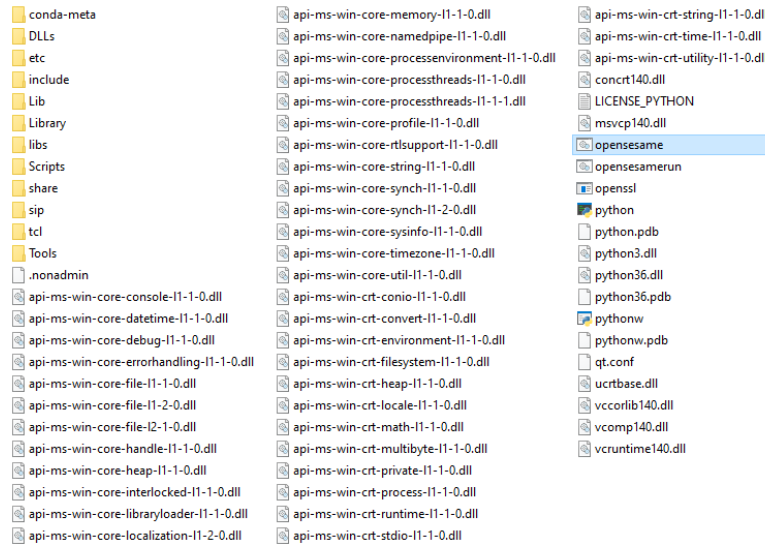 conda-meta
DLLs
etc
include
Lib
Library
libs
Scripts
share
sip
tcl
Tools
.nonadmin
api-ms-win-core-console-l1-1-0.dll
api-ms-win-core-datetime-l1-1-0.dll
api-ms-win-core-debug-l1-1-0.dll
api-ms-win-core-errorhandling-l1-1-0.dll
api-ms-win-core-file-l1-1-0.dll
api-ms-win-core-file-l1-2-0.dll
api-ms-win-core-file-l2-1-0.dll
api-ms-win-core-handle-l1-1-0.dll
api-ms-win-core-heap-l1-1-0.dll
api-ms-win-core-interlocked-l1-1-0.dll
api-ms-win-core-libraryloader-l1-1-0.dll
api-ms-win-core-localization-l1-2-0.dll
api-ms-win-core-memory-l1-1-0.dll
api-ms-win-core-namedpipe-l1-1-0.dll
api-ms-win-core-processenvironment-l1-1-0.dll
api-ms-win-core-processthreads-l1-1-0.dll
api-ms-win-core-processthreads-l1-1-1.dll
api-ms-win-core-profile-l1-1-0.dll
api-ms-win-core-rtlsupport-l1-1-0.dll
api-ms-win-core-string-l1-1-0.dll
api-ms-win-core-synch-l1-1-0.dll
api-ms-win-core-synch-l1-2-0.dll
api-ms-win-core-sysinfo-l1-1-0.dll
api-ms-win-core-timezone-l1-1-0.dll
api-ms-win-core-util-l1-1-0.dll
api-ms-win-crt-conio-l1-1-0.dll
api-ms-win-crt-convert-l1-1-0.dll
api-ms-win-crt-environment-l1-1-0.dll
api-ms-win-crt-filesystem-l1-1-0.dll
api-ms-win-crt-heap-l1-1-0.dll
api-ms-win-crt-locale-l1-1-0.dll
api-ms-win-crt-math-l1-1-0.dll
api-ms-win-crt-multibyte-l1-1-0.dll
api-ms-win-crt-private-l1-1-0.dll
api-ms-win-crt-process-l1-1-0.dll
api-ms-win-crt-runtime-l1-1-0.dll
api-ms-win-crt-stdio-l1-1-0.dll
api-ms-win-crt-string-l1-1-0.dl
api-ms-win-crt-time-l1-1-0.dll
api-ms-win-crt-utility-l1-1-0.dl
concrt140.dll
LICENSE_PYTHON
msvcp140.dll
opensesame
opensesamerun
openssl
python
python.pdb
python3.dll
python36.dll
python36.pdb
pythonw
pythonw.pdb
qt.conf
ucrtbase.dll
vccorlib140.dll
vcomp140.dll
vcruntime140.dll